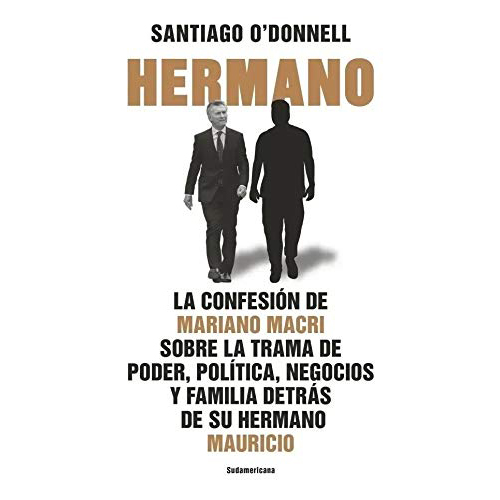 SANTIAGO O'DONNELL
HERMANO
LA CONFESIÓN DE
MARIANO MACRI
SOBRE LA TRAMA DE
PODER, POLÍTICA, NEGOCIOS
Y FAMILIA DETRÁS
DE SU HERMANO
MAURICIO
Sudamericana